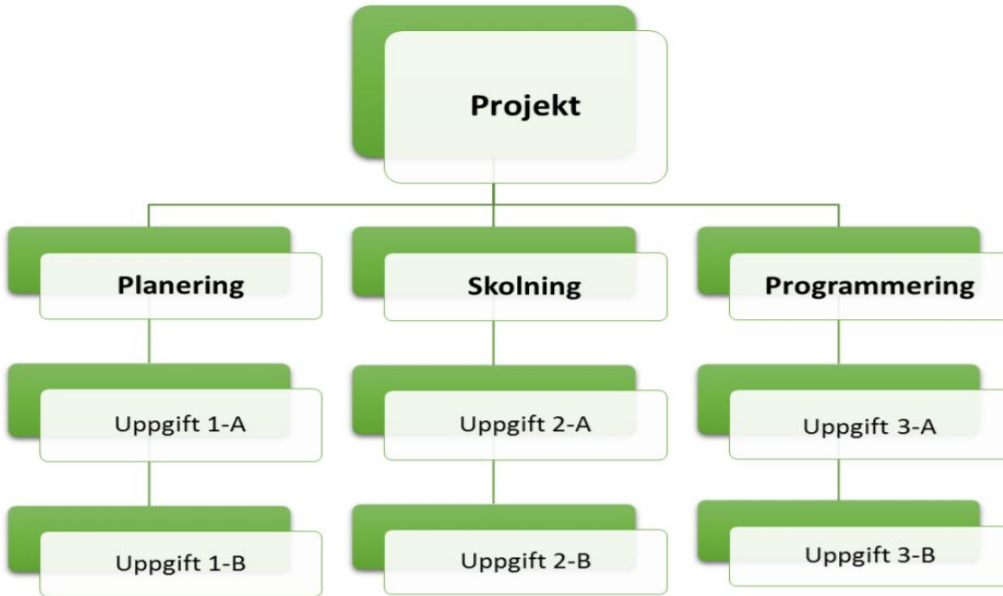 Projekt
Planering
Skolning
Programmering
Uppgift 1-A
Uppgift 2-A
Uppgift 3-A
Uppgift 1-B
Uppgift 2-B
Uppgift 3-B